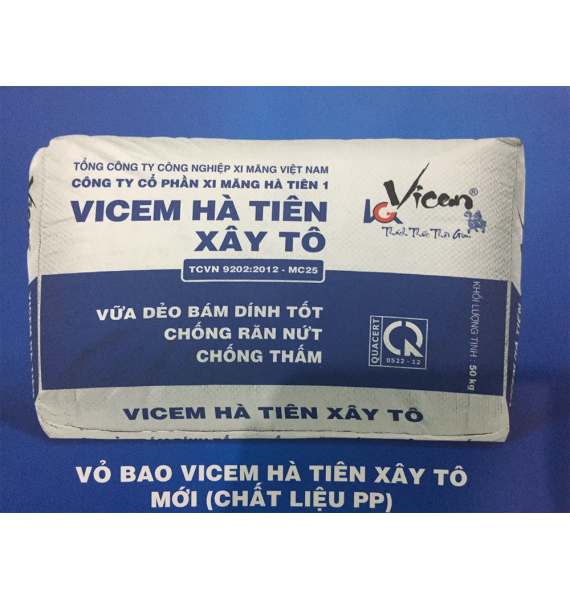 TỔNG CÔNG TY CÔNG NGHIỆP XI MĂNG VIỆT NAM
CÔNG TY CỔ PHẦN XI MĂNG HÀ TIÊN 1
VICEM HÀ TIÊN
XÂY TÔ
TCVN 9202:2012 - MC25
Vicem®
Thách Thức Thời Gian
VỮA DẺO BÁM DÍNH TỐT
CHỐNG RĂN NỨT
CHỐNG THẤM
QUACERT
0522 - 12
KHỐI LƯỢNG TỊNH : 50 kg
VICEM HÀ TIÊN XÂY TÔ
VỎ BAO VICEM HÀ TIÊN XÂY TÔ
MỚI (CHẤT LIỆU PP)